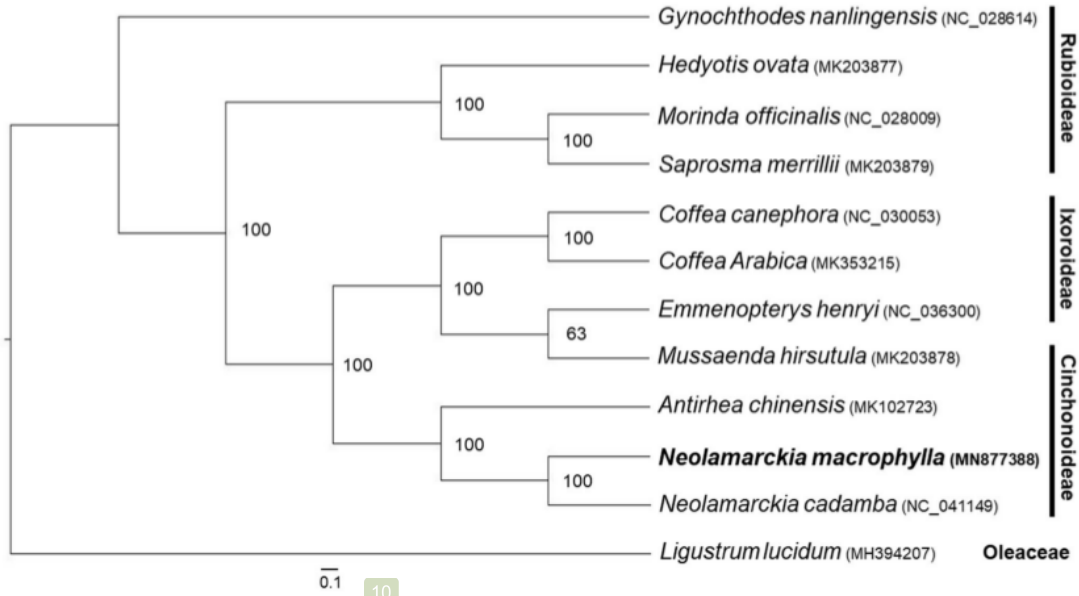 Gynochthodes nanlingensis (NC_028614)
Hedyotis ovata (MK203877)
100
Morinda officinalis (NC_028009)
100
Saprosma merrillii (MK203879)
Rubioideae
100
Coffea canephora (NC_030053)
100
Coffea Arabica (MK353215)
100
Emmenopterys henryi (NC_036300)
63
Ixoroideae
Mussaenda hirsutula (MK203878)
100
Antirhea chinensis (MK102723)
100
Neolamarckia macrophylla (MN877388)
100
Neolamarckia cadamba (NC_041149)
Cinchonoideae
Ligustrum lucidum (MH394207) Oleaceae
0.1
10